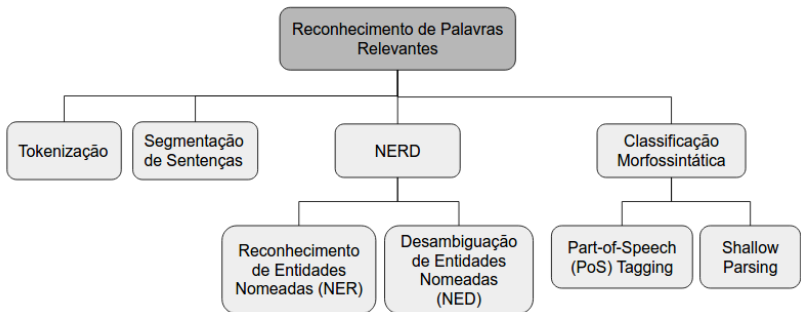 Reconhecimento de Palavras
Relevantes
Tokenização
Segmentação
de Sentenças
NERD
Classificação
Morfossintática
Reconhecimento
de Entidades
Nomeadas (NER)
Desambiguação
de Entidades
Nomeadas
(NED)
Part-of-Speech
(PoS) Tagging
Shallow
Parsing